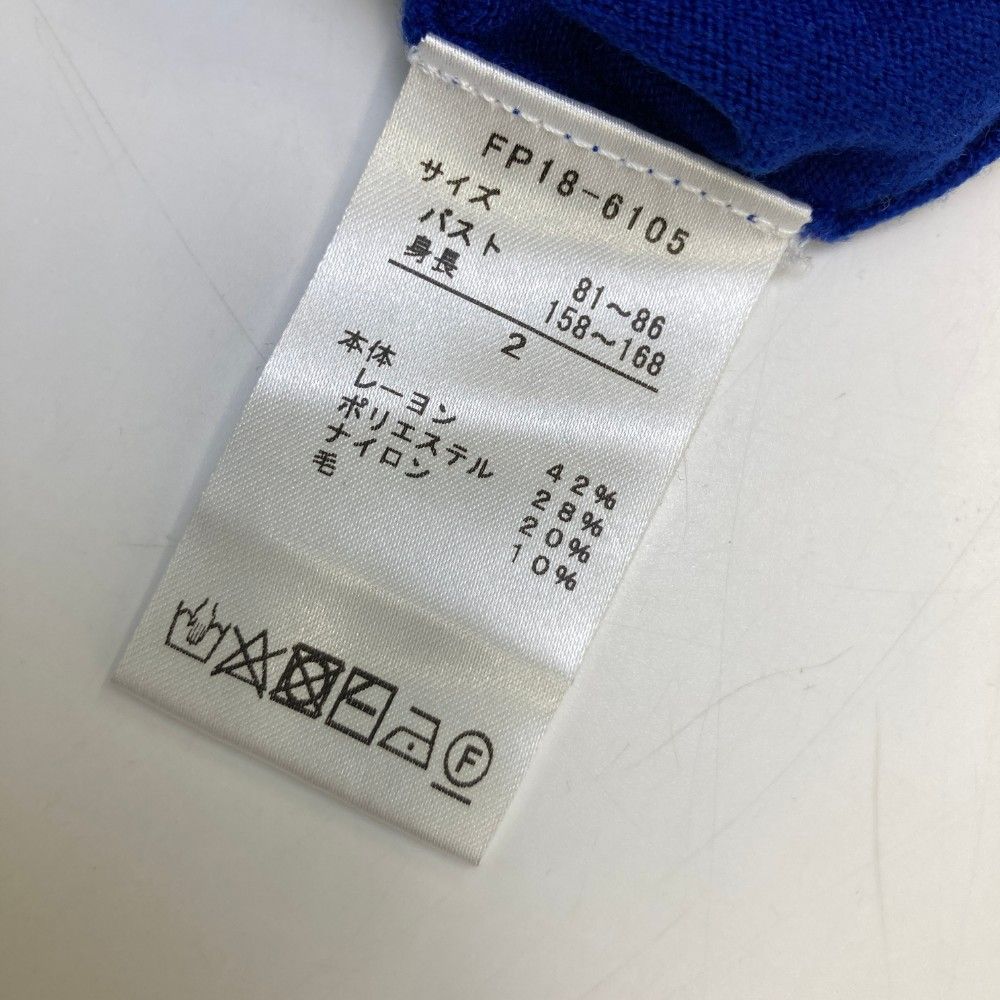 FP18-6105
サイズ
バスト 81～86
身長 158～168
2
本体
レーヨン 42%
ポリエステル 28%
ナイロン 20%
毛 10%
F